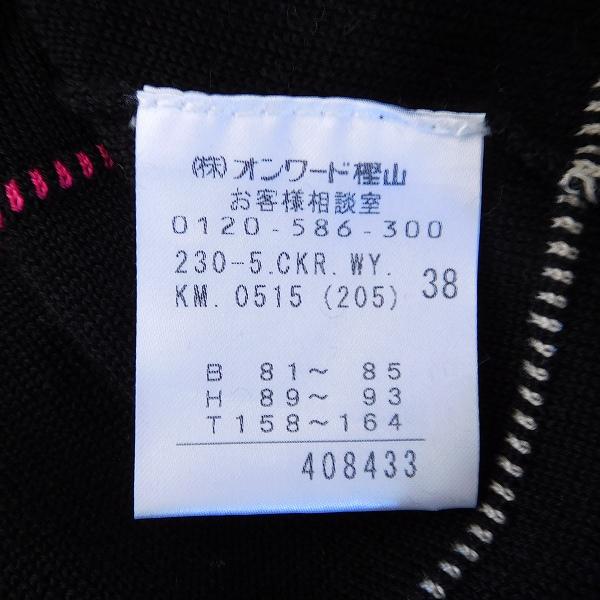 (株)オンワード樫山
お客様相談室
0120-586-300
230-5.CKR.WY.
KM.0515 (205) 38
B 81～ 85
H 89～ 93
T 158～164
408433